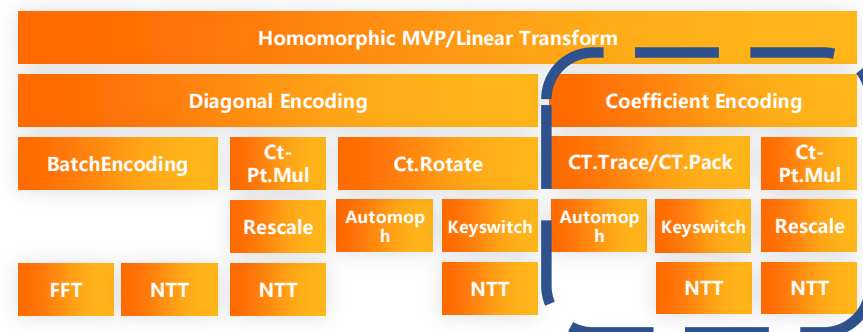 Homomorphic MVP/Linear Transform
Diagonal Encoding
Coefficient Encoding
BatchEncoding
Ct-
Pt.Mul
Ct.Rotate
CT.Trace/CT.Pack
Ct-
Pt.Mul
Rescale
Automop
h
Keyswitch
Automop
h
Keyswitch
Rescale
FFT
NTT
NTT
NTT
NTT
NTT